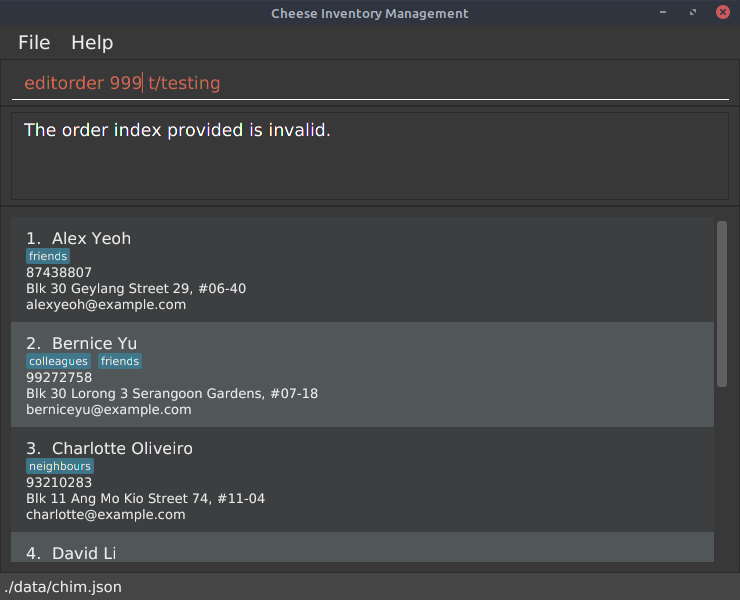 Cheese Inventory Management
File Help
editorder 999 t/testing
The order index provided is invalid.
1. Alex Yeoh
friends
87438807
Blk 30 Geylang Street 29, #06-40
alexyeoh@example.com
2. Bernice Yu
colleagues friends
99272758
Blk 30 Lorong 3 Serangoon Gardens, #07-18
berniceyu@example.com
3. Charlotte Oliveiro
neighbours
93210283
Blk 11 Ang Mo Kio Street 74, #11-04
charlotte@example.com
4. David Li
./data/chim.json